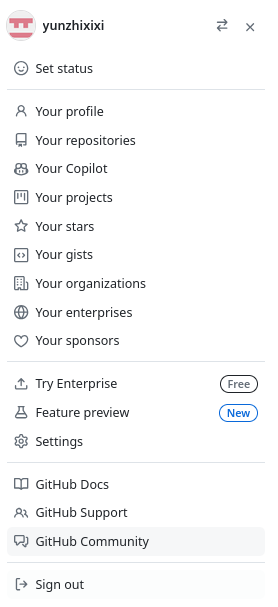 yunzhixixi
Set status
Your profile
Your repositories
Your Copilot
Your projects
Your stars
Your gists
Your organizations
Your enterprises
Your sponsors
Try Enterprise Free
Feature preview New
Settings
GitHub Docs
GitHub Support
GitHub Community
Sign out